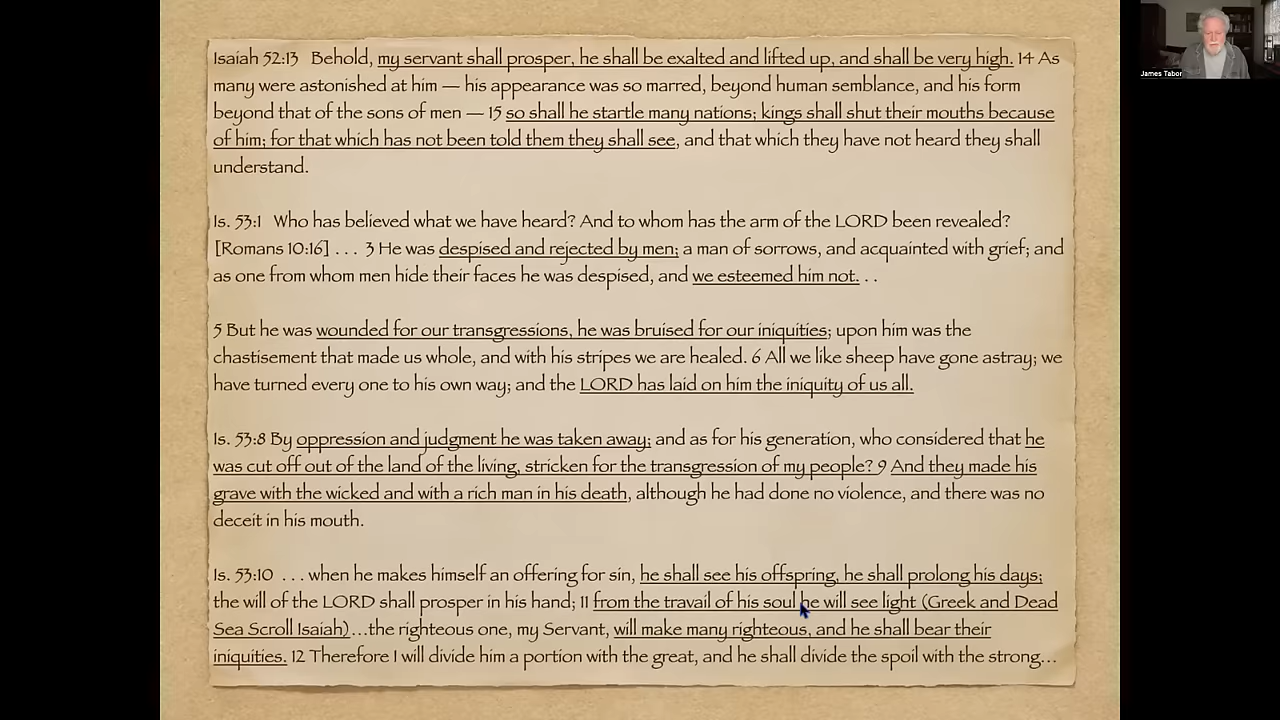 Isaiah 52:13 Behold, my servant shall prosper, he shall be exalted and lifted up, and shall be very high. 14 As
many were astonished at him — his appearance was so marred, beyond human semblance, and his form
beyond that of the sons of men — 15 so shall he startle many nations; kings shall shut their mouths because
of him; for that which has not been told them they shall see, and that which they have not heard they shall
understand.
Is. 53:1 Who has believed what we have heard? And to whom has the arm of the LORD been revealed?
[Romans 10:16] . . . 3 He was despised and rejected by men; a man of sorrows, and acquainted with grief; and
as one from whom men hide their faces he was despised, and we esteemed him not. . .
5 But he was wounded for our transgressions, he was bruised for our iniquities; upon him was the
chastisement that made us whole, and with his stripes we are healed. 6 All we like sheep have gone astray; we
have turned every one to his own way; and the LORD has laid on him the iniquity of us all.
Is. 53:8 By oppression and judgment he was taken away; and as for his generation, who considered that he
was cut off out of the land of the living, stricken for the transgression of my people? 9 And they made his
grave with the wicked and with a rich man in his death, although he had done no violence, and there was no
deceit in his mouth.
Is. 53:10 . . . when he makes himself an offering for sin, he shall see his offspring, he shall prolong his days;
the will of the LORD shall prosper in his hand; 11 from the travail of his soul he will see light (Greek and Dead
Sea Scroll Isaiah)...the righteous one, my Servant, will make many righteous, and he shall bear their
iniquities. 12 Therefore I will divide him a portion with the great, and he shall divide the spoil with the strong...
James Tabor